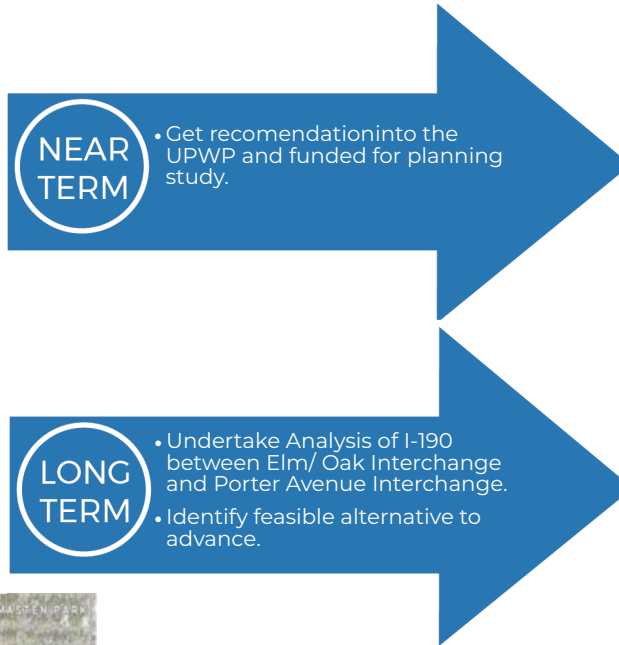 NEAR
TERM
• Get recomendationinto the
UPWP and funded for planning
study.
LONG
TERM
• Undertake Analysis of I-190
between Elm/ Oak Interchange
and Porter Avenue Interchange.
• Identify feasible alternative to
advance.
MASTEN PARK